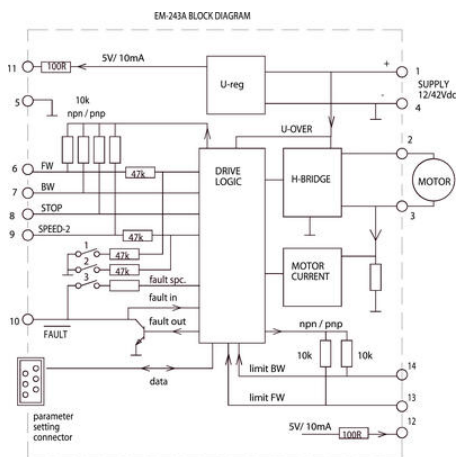 EM-243A BLOCK DIAGRAM
5V/ 10mA
11
100R
U-reg
+
1
SUPPLY
12/42Vdc
-
4
5
10k
npn / pnp
U-OVER
2
6
FW
47k
DRIVE
LOGIC
H-BRIDGE
MOTOR
7
BW
8
STOP
3
9
SPEED-2
47k
1
47k
2
47k
3
fault spc.
MOTOR
CURRENT
fault in
10
FAULT
fault out
npn / pnp
10k
10k
limit BW
14
data
limit FW
13
12
parameter
setting
connector
5V/ 10mA
100R